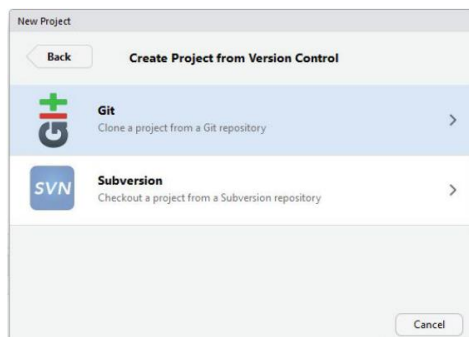 New Project
Back
Create Project from Version Control
git
Git
Clone a project from a Git repository
SVN
Subversion
Checkout a project from a Subversion repository
Cancel